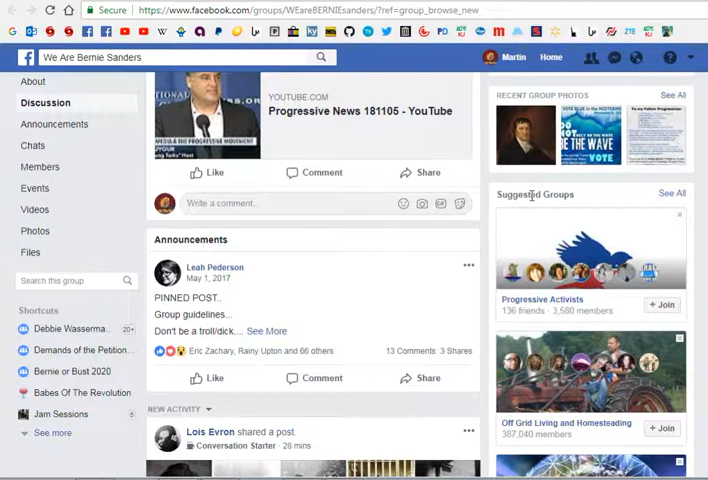 Secure
https://www.facebook.com/groups/WEareBERNIEsanders/?ref=group_browse_new
We Are Bernie Sanders
Martin
Home
About
Discussion
Announcements
Chats
Members
Events
Videos
Photos
Files
Search this group
Shortcuts
Debbie Wasserma... 20+
Demands of the Petition...
Bernie or Bust 2020
Babes Of The Revolution
Jam Sessions 6
See more
YOUTUBE.COM
Progressive News 181105 - YouTube
Like
Comment
Share
Write a comment...
Announcements
Leah Pederson
May 1, 2017
PINNED POST..
Group guidelines...
Don't be a troll/dick.... See More
Eric Zachary, Rainy Upton and 66 others
13 Comments 3 Shares
Like
Comment
Share
NEW ACTIVITY
Lois Evron shared a post.
Conversation Starter · 28 mins
RECENT GROUP PHOTOS
See All
DO NOT
BE THE
WAVE
VOTE
Suggested Groups
See All
Progressive Activists
136 friends · 3,580 members
+ Join
Off Grid Living and Homesteading
387,040 members
+ Join